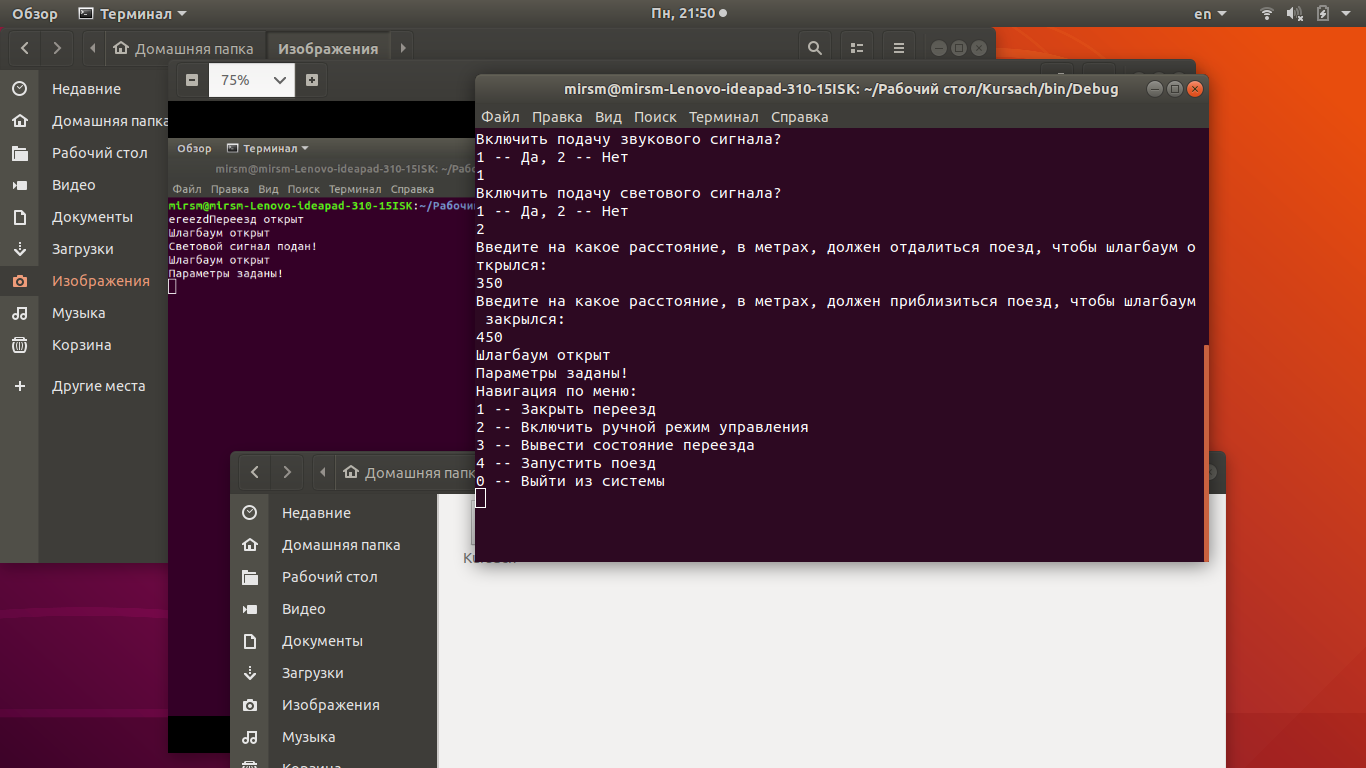 Обзор Терминал Пн, 21:50 en
Домашняя папка Изображения
Недавние
Домашняя папка
Рабочий стол
Видео
Документы
Загрузки
Изображения
Музыка
Корзина
Другие места
75%
Обзор Терминал
mirsm@mirsm-Lenovo-ideapad-310-15ISK: ~/Рабо
Файл Правка Вид Поиск Терминал Справка
mirsm@mirsm-Lenovo-ideapad-310-15ISK:~/Рабочи
ereezdПереезд открыт
Шлагбаум открыт
Световой сигнал подан!
Шлагбаум открыт
Параметры заданы!
mirsm@mirsm-Lenovo-ideapad-310-15ISK: ~/Рабочий стол/Kursach/bin/Debug
Файл Правка Вид Поиск Терминал Справка
Включить подачу звукового сигнала?
1 -- Да, 2 -- Нет
1
Включить подачу светового сигнала?
1 -- Да, 2 -- Нет
2
Введите на какое расстояние, в метрах, должен отдалиться поезд, чтобы шлагбаум о
ткрылся:
350
Введите на какое расстояние, в метрах, должен приблизиться поезд, чтобы шлагбаум
закрылся:
450
Шлагбаум открыт
Параметры заданы!
Навигация по меню:
1 -- Закрыть переезд
2 -- Включить ручной режим управления
3 -- Вывести состояние переезда
4 -- Запустить поезд
0 -- Выйти из системы
Домашняя папк
Недавние
Домашняя папка
Рабочий стол
Видео
Документы
Загрузки
Изображения
Музыка
Корзина